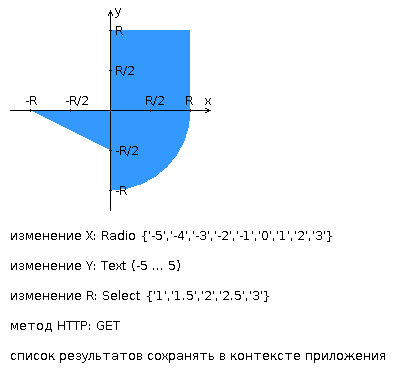 y
R
R/2
-R -R/2 R/2 R x
-R/2
-R
изменение X: Radio {'-5','-4','-3','-2','-1','0','1','2','3'}
изменение Y: Text (-5 ... 5)
изменение R: Select {'1','1.5','2','2.5','3'}
метод HTTP: GET
список результатов сохранять в контексте приложения